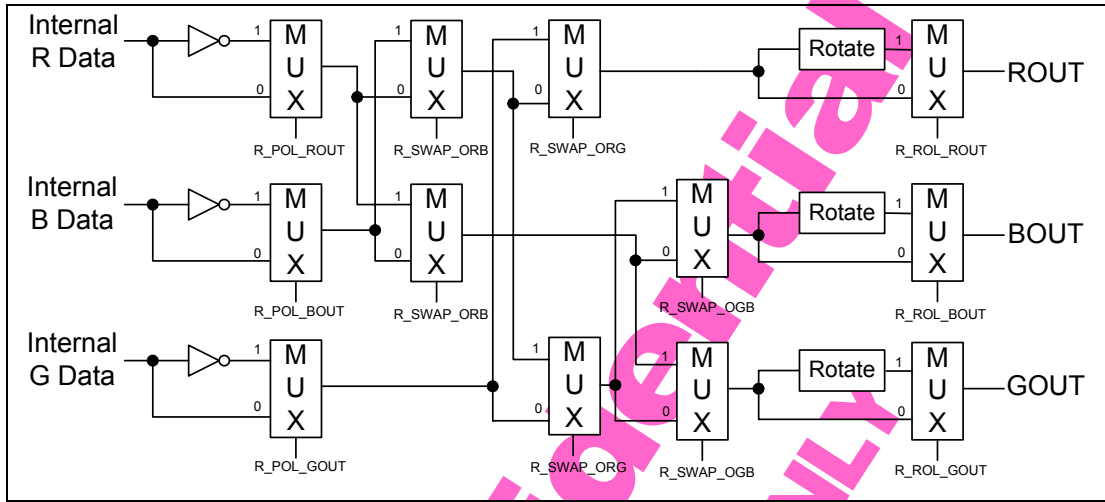 Internal
R Data
1
0
M
U
X
R_POL_ROUT
1
0
M
U
X
R_SWAP_ORB
1
0
M
U
X
R_SWAP_ORG
Rotate
1
0
M
U
X
R_ROL_ROUT
ROUT
Internal
B Data
1
0
M
U
X
R_POL_BOUT
1
0
M
U
X
R_SWAP_ORB
1
0
M
U
X
R_SWAP_OGB
Rotate
1
0
M
U
X
R_ROL_BOUT
BOUT
Internal
G Data
1
0
M
U
X
R_POL_GOUT
1
0
M
U
X
R_SWAP_ORG
1
0
M
U
X
R_SWAP_OGB
Rotate
1
0
M
U
X
R_ROL_GOUT
GOUT
idential
NLY